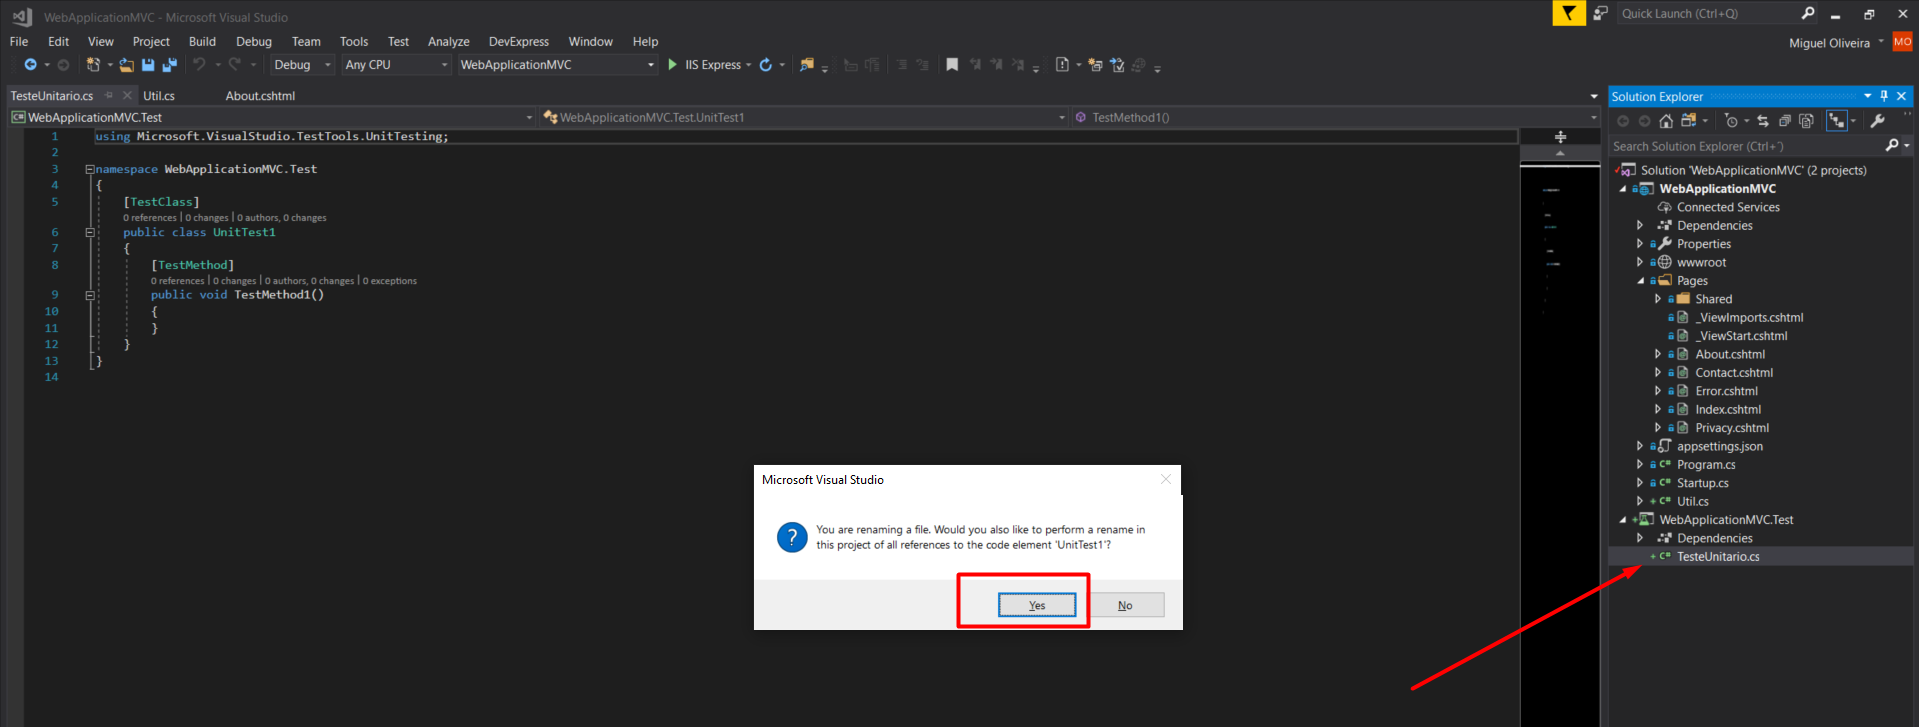 WebApplicationMVC - Microsoft Visual Studio
Quick Launch (Ctrl+Q)
File Edit View Project Build Debug Team Tools Test Analyze DevExpress Window Help
Miguel Oliveira MO
Debug Any CPU WebApplicationMVC IIS Express
TesteUnitario.cs Util.cs About.cshtml
WebApplicationMVC.Test WebApplicationMVC.Test.UnitTest1 TestMethod1()
1 using Microsoft.VisualStudio.TestTools.UnitTesting;
2
3 namespace WebApplicationMVC.Test
4 {
5 [TestClass]
0 references | 0 changes | 0 authors, 0 changes
6 public class UnitTest1
7 {
8 [TestMethod]
0 references | 0 changes | 0 authors, 0 changes | 0 exceptions
9 public void TestMethod1()
10 {
11 }
12 }
13 }
14
Microsoft Visual Studio
You are renaming a file. Would you also like to perform a rename in
this project of all references to the code element 'UnitTest1'?
Yes No
Solution Explorer
Search Solution Explorer (Ctrl+´)
Solution 'WebApplicationMVC' (2 projects)
WebApplicationMVC
Connected Services
Dependencies
Properties
wwwroot
Pages
Shared
_ViewImports.cshtml
_ViewStart.cshtml
About.cshtml
Contact.cshtml
Error.cshtml
Index.cshtml
Privacy.cshtml
appsettings.json
C# Program.cs
C# Startup.cs
C# Util.cs
WebApplicationMVC.Test
Dependencies
C# TesteUnitario.cs